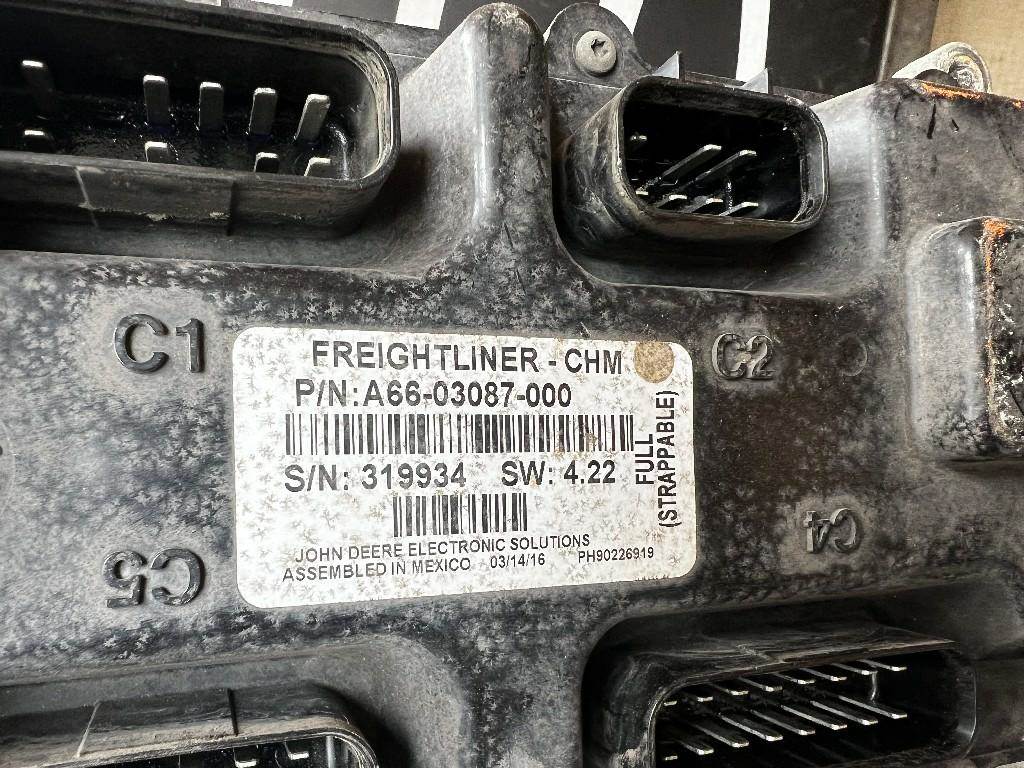 C1
C2
FREIGHTLINER - CHM
P/N: A66-03087-000
S/N: 319934 SW: 4.22
FULL
(STRAPPABLE)
JOHN DEERE ELECTRONIC SOLUTIONS
ASSEMBLED IN MEXICO 03/14/16 PH90226919
C5
C4